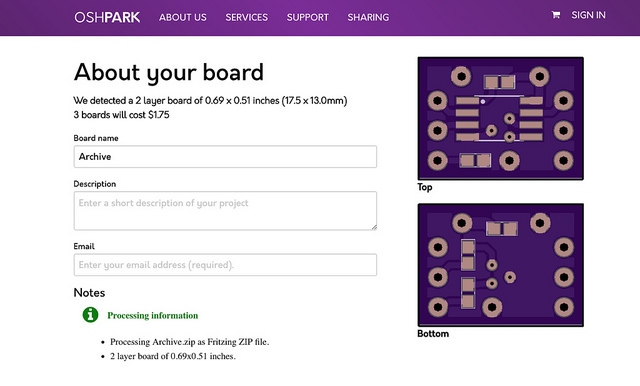 OSHPARK ABOUT US SERVICES SUPPORT SHARING SIGN IN
About your board
We detected a 2 layer board of 0.69 x 0.51 inches (17.5 x 13.0mm)
3 boards will cost $1.75
Board name
Archive
Description
Enter a short description of your project
Email
Enter your email address (required).
Notes
Processing information
Processing Archive.zip as Fritzing ZIP file.
2 layer board of 0.69x0.51 inches.
Top
Bottom